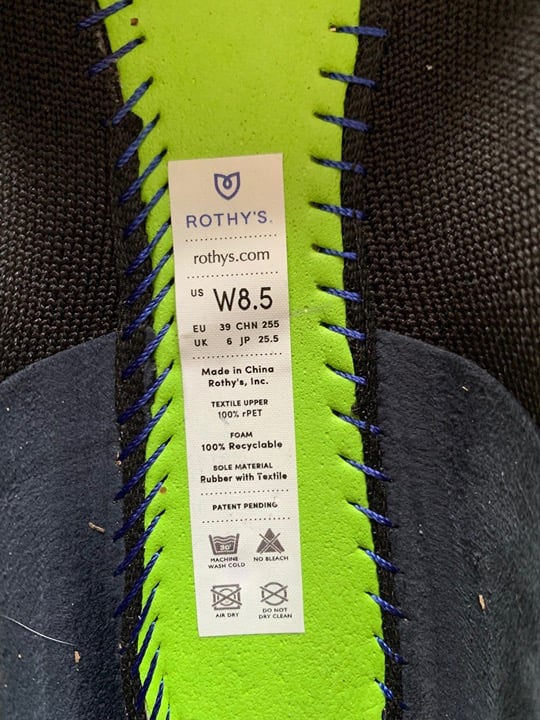 ROTHY'S.
rothys.com
US W8.5
EU 39 CHN 255
UK 6 JP 25.5
Made in China
Rothy's, Inc.
TEXTILE UPPER
100% rPET
FOAM
100% Recyclable
SOLE MATERIAL
Rubber with Textile
PATENT PENDING
30°
MACHINE WASH COLD
NO BLEACH
AIR DRY
DO NOT DRY CLEAN